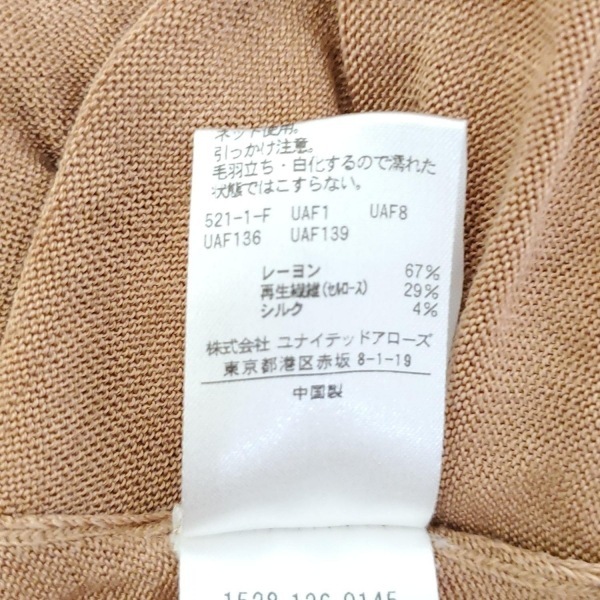 ネット使用。
引っかけ注意。
毛羽立ち・白化するので濡れた
状態ではこすらない。
521-1-F UAF1 UAF8
UAF136 UAF139
レーヨン 67%
再生繊維(ｾﾙﾛｰｽ) 29%
シルク 4%
株式会社 ユナイテッドアローズ
東京都港区赤坂 8-1-19
中国製
1528-126-0145